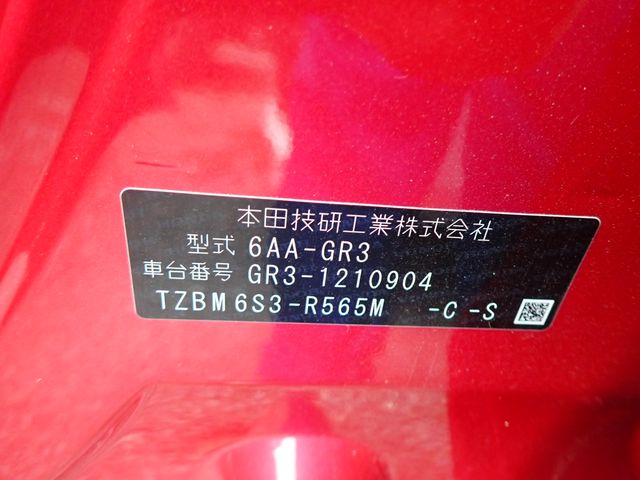 本田技研工業株式会社
型式 6AA-GR3
車台番号 GR3-1210904
TZBM6S3-R565M -C -S